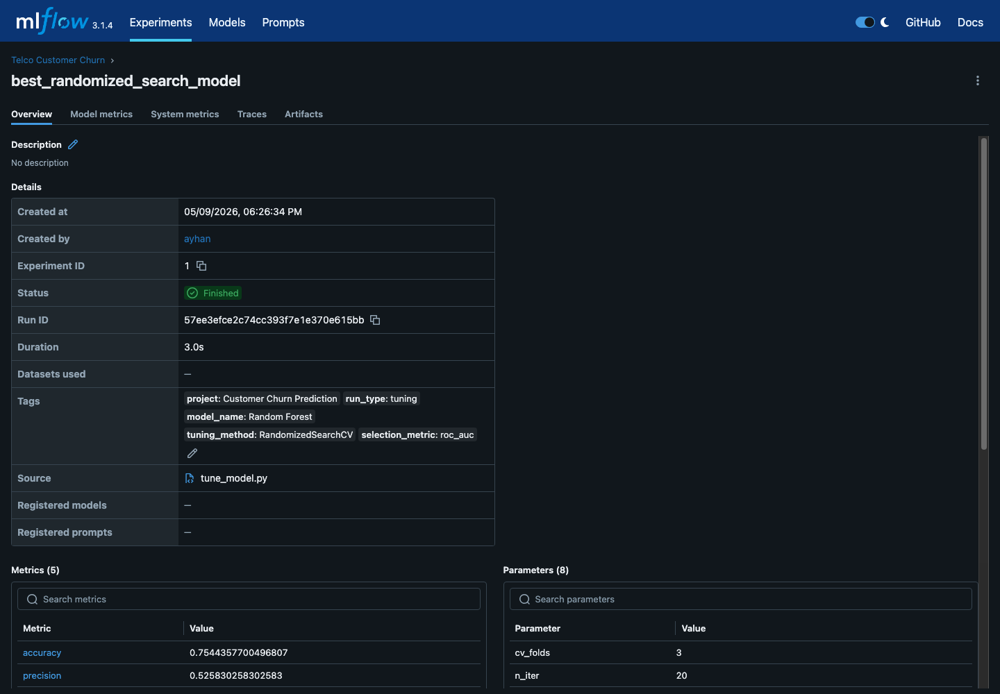 mlflow 3.1.4 Experiments Models Prompts GitHub Docs
Telco Customer Churn ›
best_randomized_search_model
Overview Model metrics System metrics Traces Artifacts
Description
No description
Details
Created at 05/09/2026, 06:26:34 PM
Created by ayhan
Experiment ID 1
Status Finished
Run ID 57ee3efce2c74cc393f7e1e370e615bb
Duration 3.0s
Datasets used —
Tags project: Customer Churn Prediction run_type: tuning
model_name: Random Forest
tuning_method: RandomizedSearchCV selection_metric: roc_auc
Source tune_model.py
Registered models —
Registered prompts —
Metrics (5)
Search metrics
Metric Value
accuracy 0.7544357700496807
precision 0.525830258302583
Parameters (8)
Search parameters
Parameter Value
cv_folds 3
n_iter 20